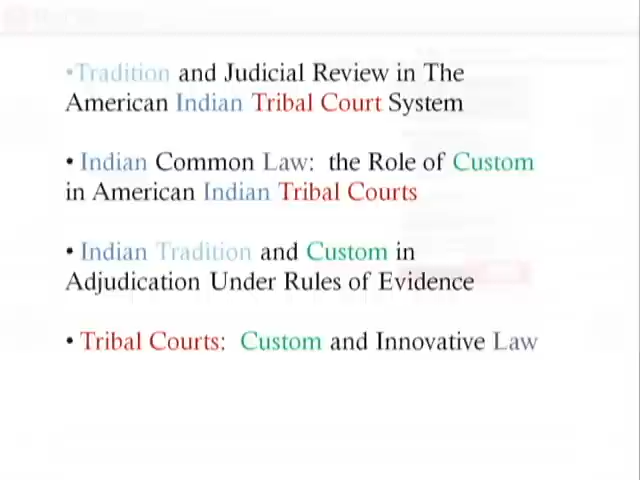 •Tradition and Judicial Review in The
American Indian Tribal Court System
• Indian Common Law: the Role of Custom
in American Indian Tribal Courts
• Indian Tradition and Custom in
Adjudication Under Rules of Evidence
• Tribal Courts: Custom and Innovative Law